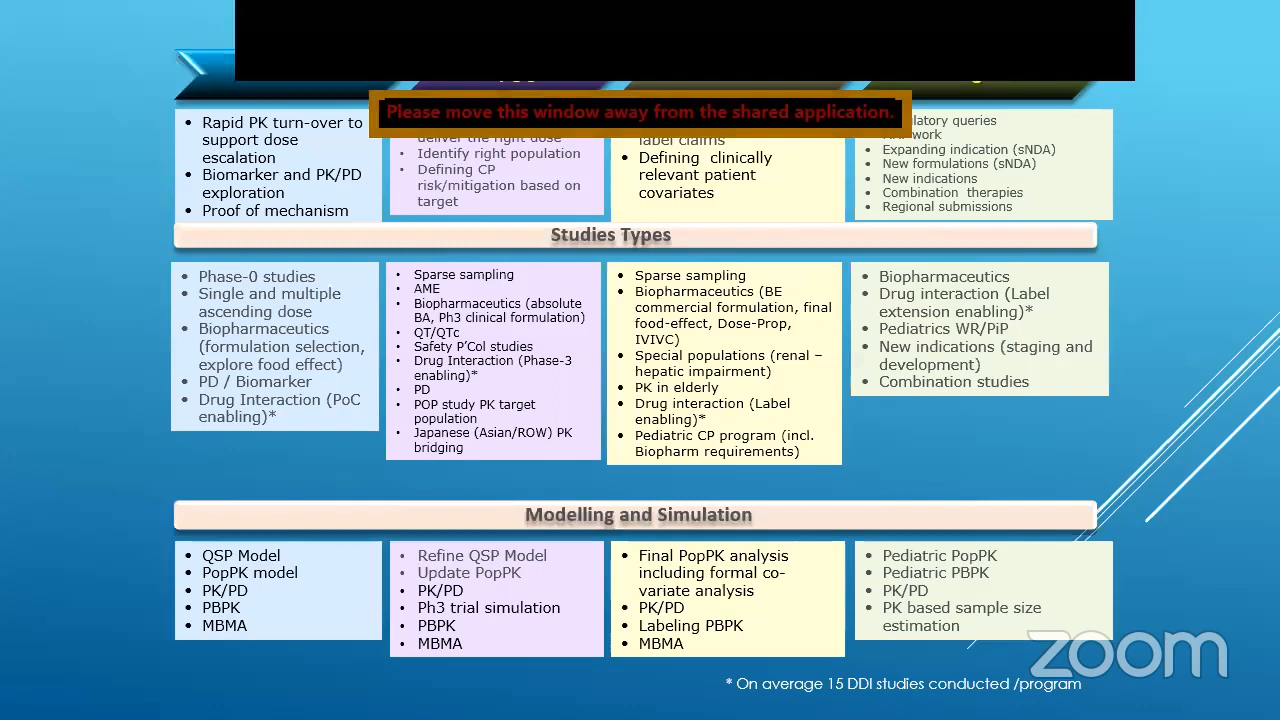 Please move this window away from the shared application.
• Rapid PK turn-over to
support dose
escalation
• Biomarker and PK/PD
exploration
• Proof of mechanism
deliver the right dose
• Identify right population
• Defining CP
risk/mitigation based on
target
label claims
• Defining clinically
relevant patient
covariates
queries
work
• Expanding indication (sNDA)
• New formulations (sNDA)
• New indications
• Combination therapies
• Regional submissions
Studies Types
• Phase-0 studies
• Single and multiple
ascending dose
• Biopharmaceutics
(formulation selection,
explore food effect)
• PD / Biomarker
• Drug Interaction (PoC
enabling)*
• Sparse sampling
• AME
• Biopharmaceutics (absolute
BA, Ph3 clinical formulation)
• QT/QTc
• Safety P'Col studies
• Drug Interaction (Phase-3
enabling)*
• PD
• POP study PK target
population
• Japanese (Asian/ROW) PK
bridging
• Sparse sampling
• Biopharmaceutics (BE
commercial formulation, final
food-effect, Dose-Prop,
IVIVC)
• Special populations (renal –
hepatic impairment)
• PK in elderly
• Drug interaction (Label
enabling)*
• Pediatric CP program (incl.
Biopharm requirements)
• Biopharmaceutics
• Drug interaction (Label
extension enabling)*
• Pediatrics WR/PiP
• New indications (staging and
development)
• Combination studies
Modelling and Simulation
• QSP Model
• PopPK model
• PK/PD
• PBPK
• MBMA
• Refine QSP Model
• Update PopPK
• PK/PD
• Ph3 trial simulation
• PBPK
• MBMA
• Final PopPK analysis
including formal co-
variate analysis
• PK/PD
• Labeling PBPK
• MBMA
• Pediatric PopPK
• Pediatric PBPK
• PK/PD
• PK based sample size
estimation
zoom
* On average 15 DDI studies conducted /program